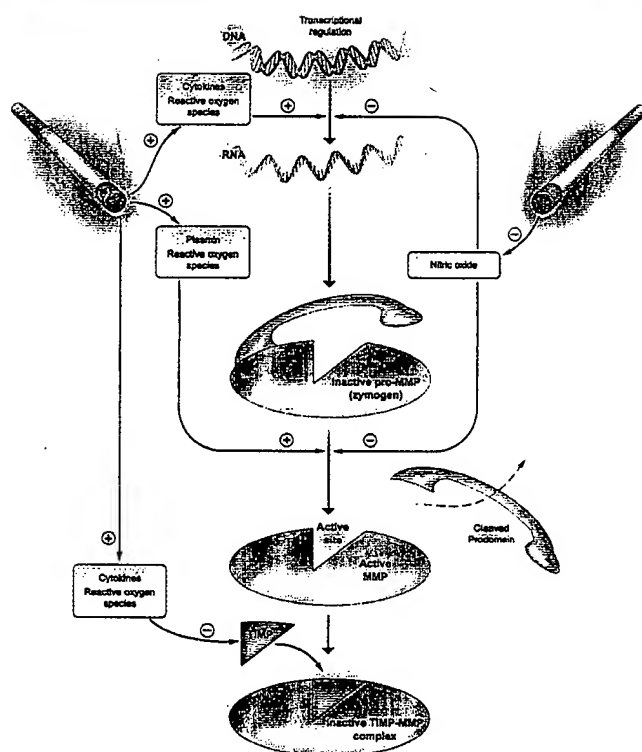 Transcriptional
regulation
DNA
Cytokines
Reactive oxygen
species
+
−
+
RNA
+
Plasmin
Reactive oxygen
species
−
Nitric oxide
Inactive pro-MMP
(zymogen)
+
−
Cleaved
Prodomain
Active
site
Active
MMP
+
Cytokines
Reactive oxygen
species
−
TIMP
Inactive TIMP-MMP
complex